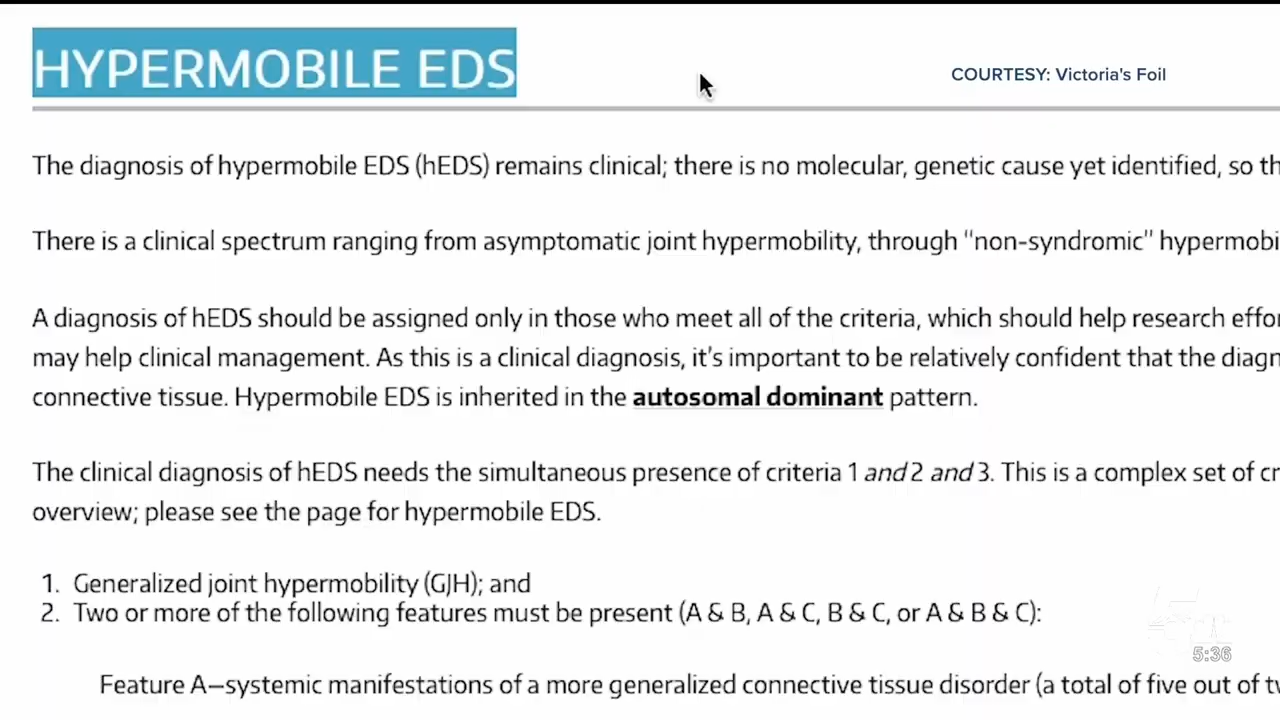 HYPERMOBILE EDS
COURTESY: Victoria's Foil
The diagnosis of hypermobile EDS (hEDS) remains clinical; there is no molecular, genetic cause yet identified, so
There is a clinical spectrum ranging from asymptomatic joint hypermobility, through “non-syndromic”
A diagnosis of hEDS should be assigned only in those who meet all of the criteria, which should help research
may help clinical management. As this is a clinical diagnosis, it's important to be relatively confident that the
connective tissue. Hypermobile EDS is inherited in the autosomal dominant pattern.
The clinical diagnosis of hEDS needs the simultaneous presence of criteria 1 and 2 and 3. This is a complex set of
overview; please see the page for hypermobile EDS.
1. Generalized joint hypermobility (GJH); and
2. Two or more of the following features must be present (A & B, A & C, B & C, or A & B & C):
5:36
Feature A—systemic manifestations of a more generalized connective tissue disorder (a total of five out of